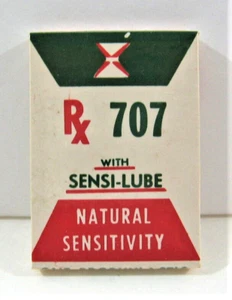 Rx 707
WITH
SENSI-LUBE
NATURAL
SENSITIVITY